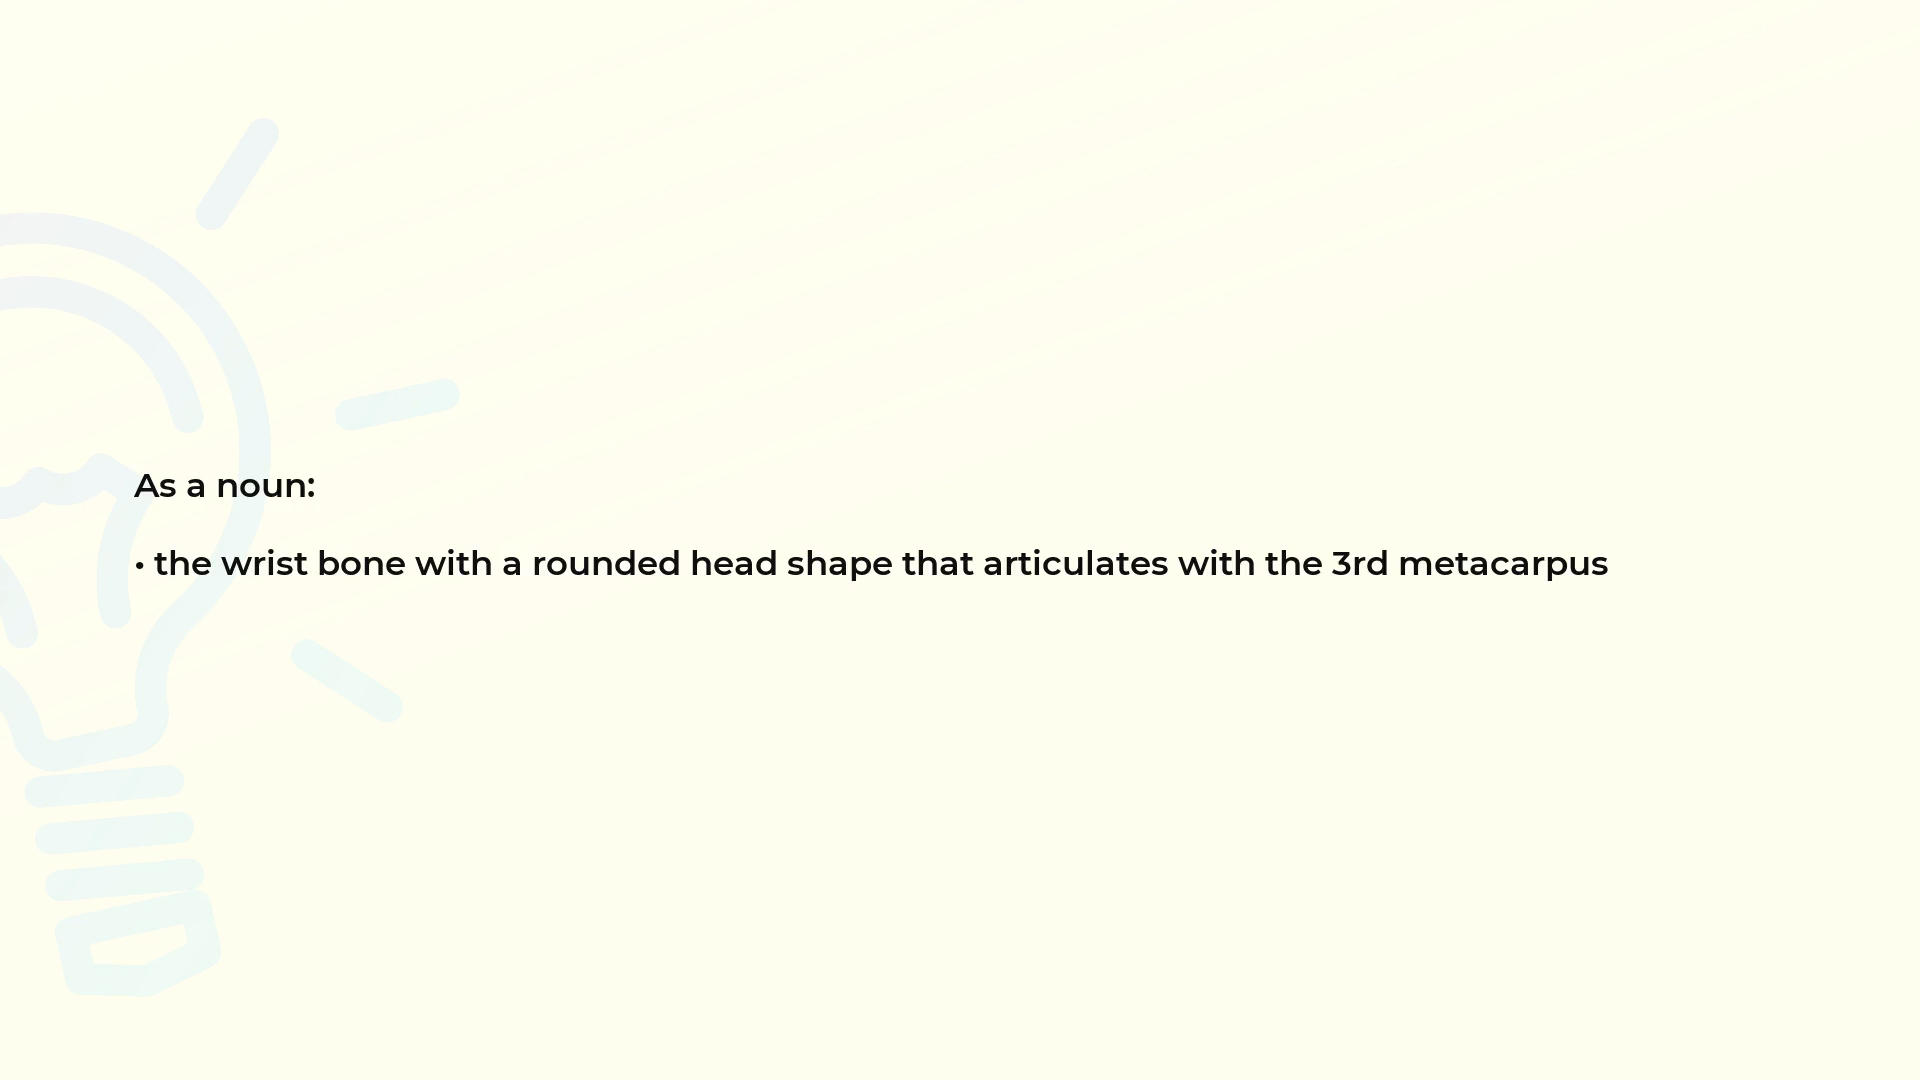 As a noun:
• the wrist bone with a rounded head shape that articulates with the 3rd metacarpus